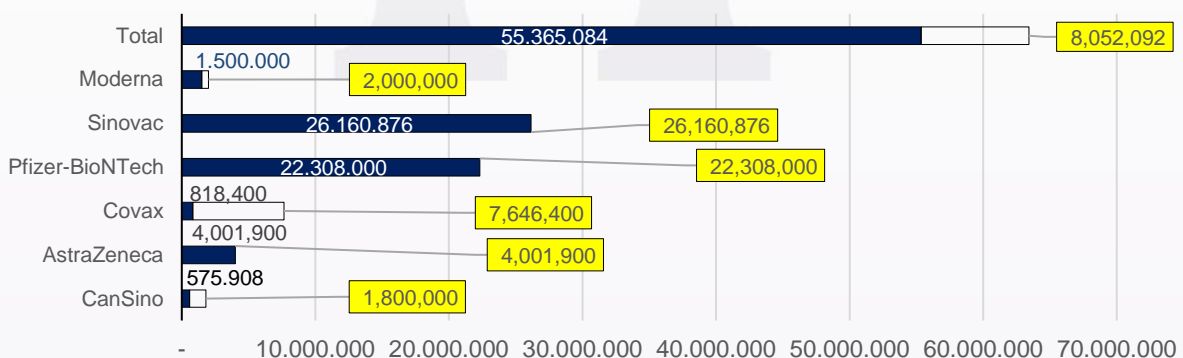 Total 55.365.084 8,052,092
1.500.000
Moderna 2,000,000
Sinovac 26.160.876 26,160,876
Pfizer-BioNTech 22.308.000 22,308,000
818,400
Covax 7,646,400
4,001,900
AstraZeneca 4,001,900
575.908
CanSino 1,800,000
- 10.000.000 20.000.000 30.000.000 40.000.000 50.000.000 60.000.000 70.000.000